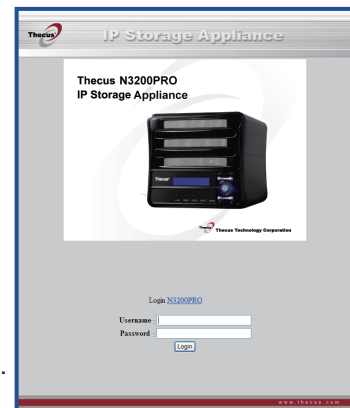 Thecus
IP Storage Appliance
Thecus N3200PRO
IP Storage Appliance
Thecus
Thecus Technology Corporation
Login N3200PRO
Username :
Password :
Login
www.thecus.com